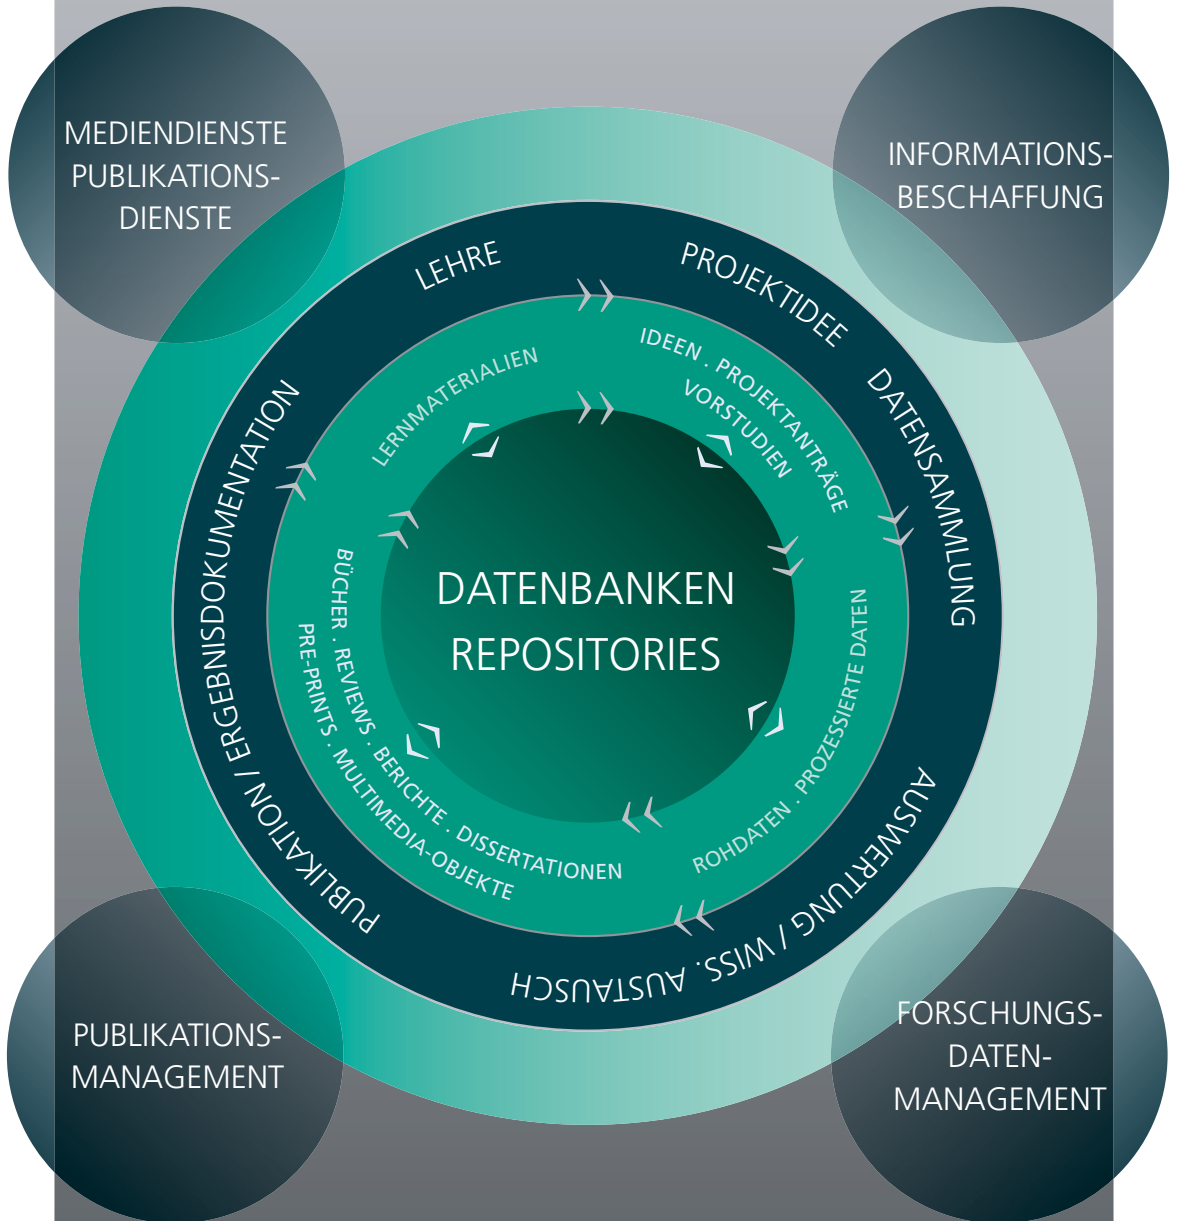 MEDIENDIENSTE
PUBLIKATIONS-
DIENSTE
INFORMATIONS-
BESCHAFFUNG
LEHRE
PROJEKTIDEE
DATENSAMMLUNG
AUSWERTUNG / WISS. AUSTAUSCH
PUBLIKATION / ERGEBNISDOKUMENTATION
LERNMATERIALIEN
IDEEN . PROJEKTANTRÄGE
VORSTUDIEN
ROHDATEN . PROZESSIERTE DATEN
BÜCHER . REVIEWS . BERICHTE . DISSERTATIONEN
PRE-PRINTS . MULTIMEDIA-OBJEKTE
DATENBANKEN
REPOSITORIES
PUBLIKATIONS-
MANAGEMENT
FORSCHUNGS-
DATEN-
MANAGEMENT